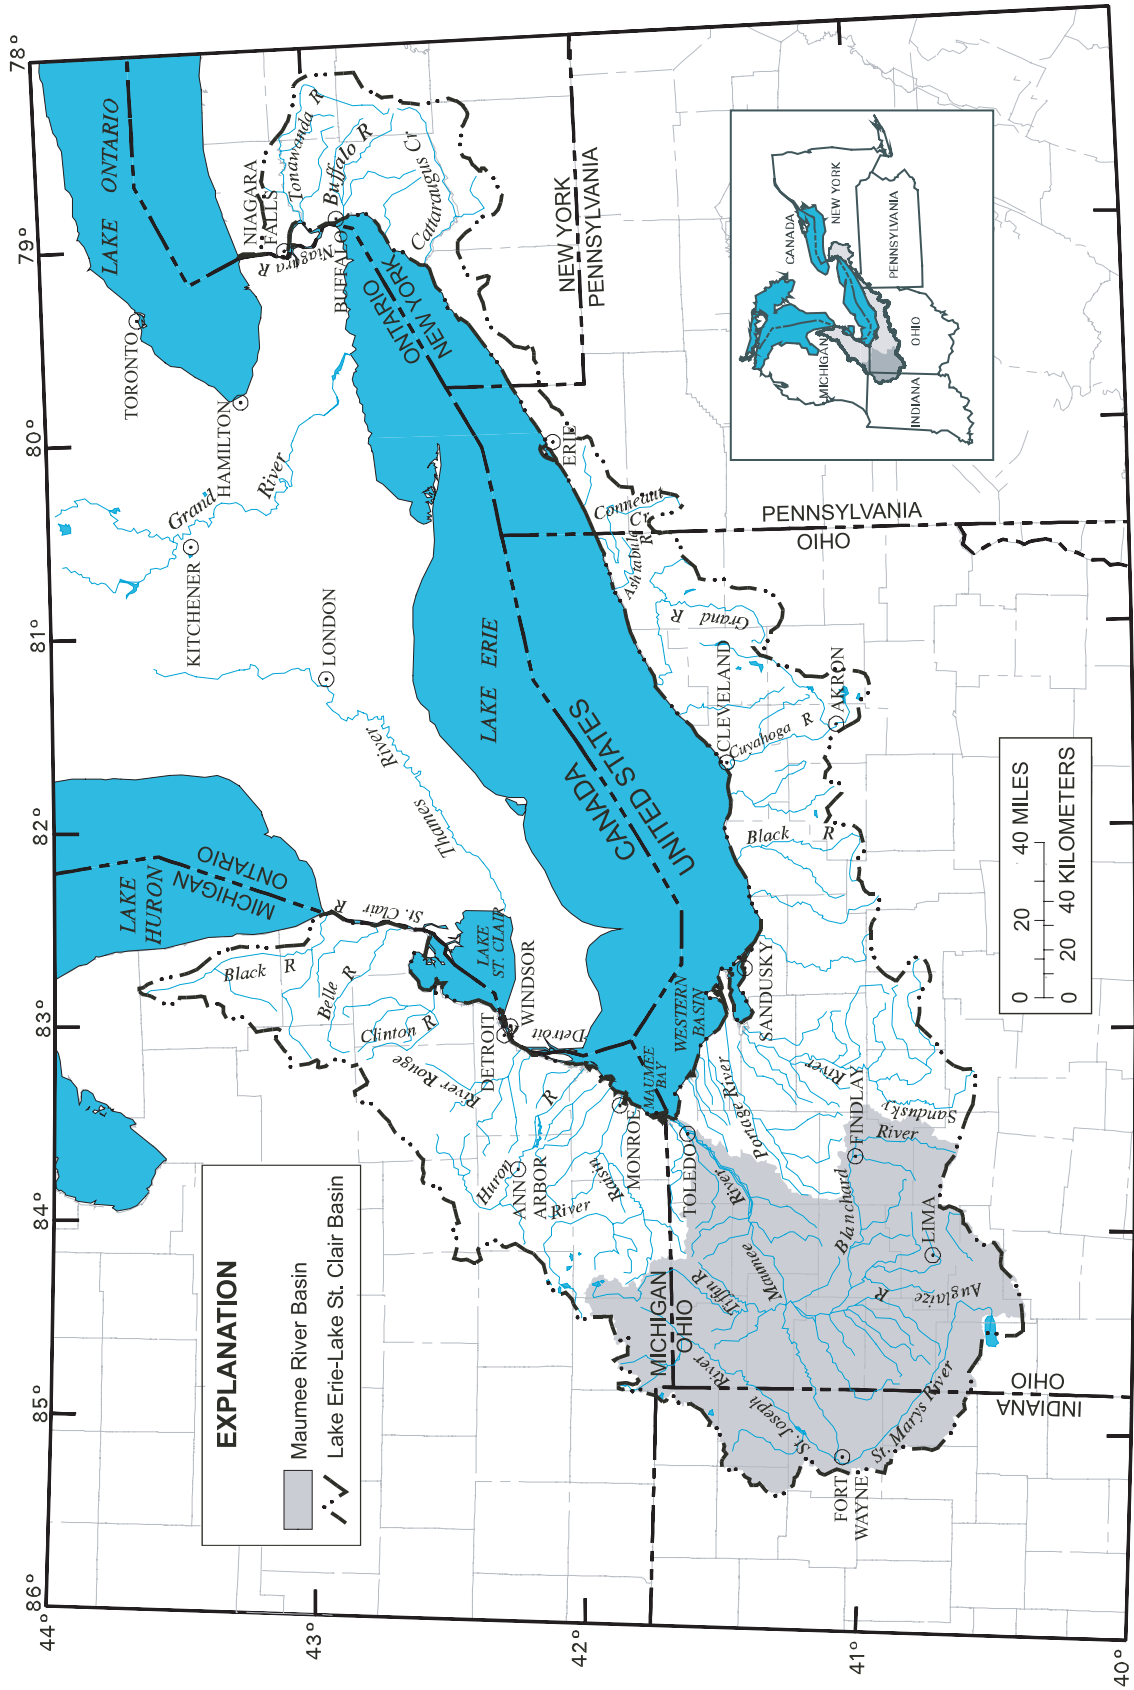 86°
85°
84°
83°
82°
81°
80°
79°
78°
44°
43°
42°
41°
40°
EXPLANATION
Maumee River Basin
Lake Erie-Lake St. Clair Basin
LAKE
HURON
MICHIGAN
ONTARIO
LAKE ONTARIO
TORONTO
HAMILTON
KITCHENER
LONDON
Grand
River
Thames
River
NIAGARA
FALLS
Niagara R
BUFFALO
Tonawanda R
Buffalo R
Cattaraugus Cr
ONTARIO
NEW YORK
NEW YORK
PENNSYLVANIA
LAKE ERIE
CANADA
UNITED STATES
St. Clair R
LAKE
ST. CLAIR
Black R
Belle R
Clinton R
River Rouge
DETROIT
WINDSOR
Detroit
R
Huron
ANN
ARBOR
River
Raisin
MONROE
MAUMEE
BAY
WESTERN
BASIN
SANDUSKY
TOLEDO
Portage River
Sandusky
River
FINDLAY
Blanchard
River
LIMA
Auglaize
R
Maumee
River
Tiffin R
St. Joseph
River
St. Marys River
FORT
WAYNE
MICHIGAN
OHIO
INDIANA
OHIO
Black R
CLEVELAND
Cuyahoga R
AKRON
Grand R
Ashtabula
R
Conneaut
Cr
ERIE
PENNSYLVANIA
OIHO
0 20 40 MILES
0 20 40 KILOMETERS
CANADA
NEW YORK
MICHIGAN
PENNSYLVANIA
OHIO
INDIANA